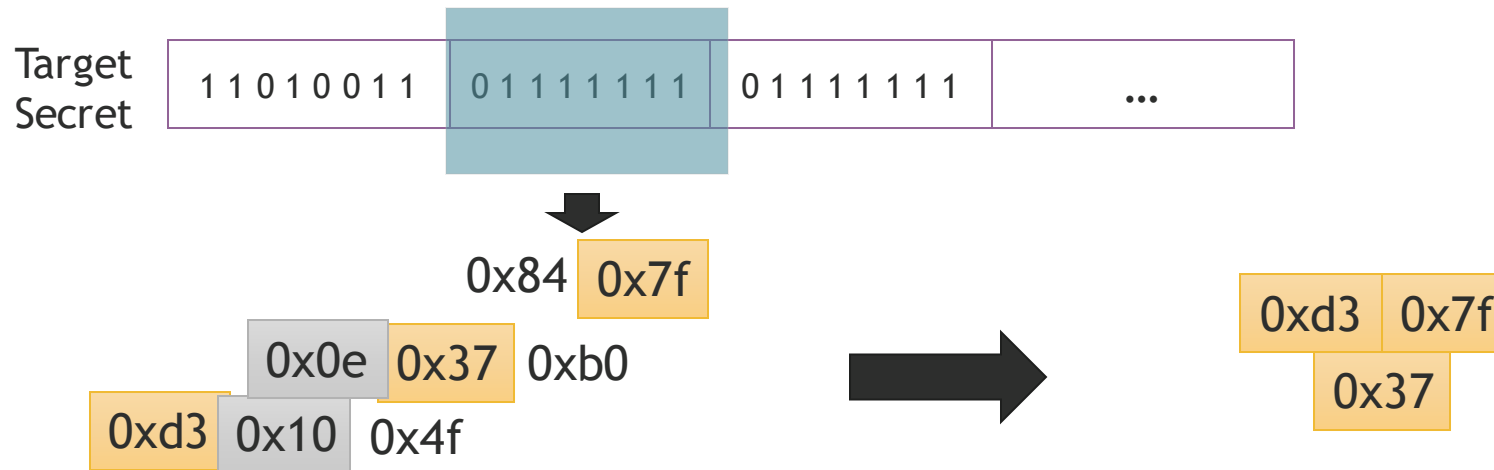 Target
Secret
1 1 0 1 0 0 1 1 0 1 1 1 1 1 1 1 0 1 1 1 1 1 1 1 ...
0x84 0x7f
0x0e 0x37 0xb0
0xd3 0x10 0x4f
0xd3 0x7f
0x37